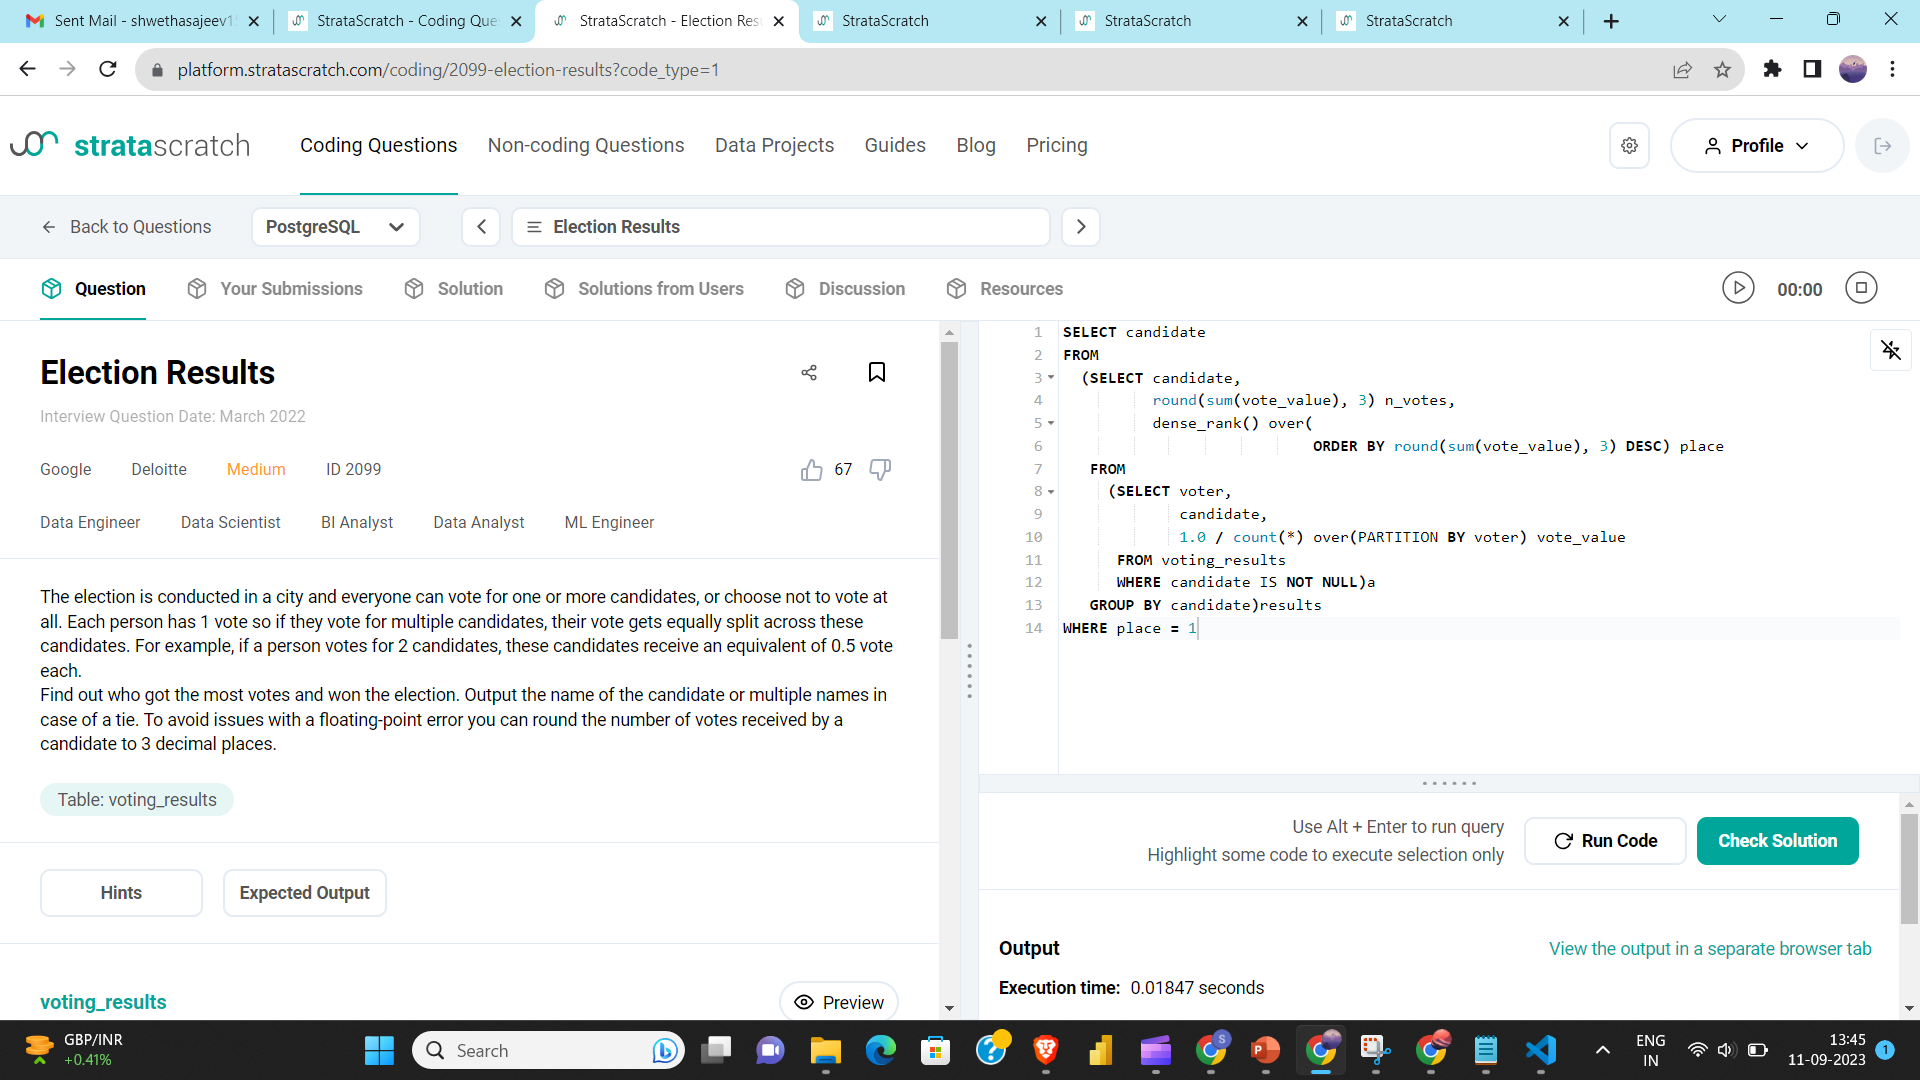 Sent Mail - shwethasajeev1
StrataScratch - Coding Que
StrataScratch - Election Res
StrataScratch
StrataScratch
StrataScratch
platform.stratascratch.com/coding/2099-election-results?code_type=1
stratascratch
Coding Questions
Non-coding Questions
Data Projects
Guides
Blog
Pricing
Profile
Back to Questions
PostgreSQL
Election Results
Question
Your Submissions
Solution
Solutions from Users
Discussion
Resources
00:00
Election Results
Interview Question Date: March 2022
Google
Deloitte
Medium
ID 2099
67
Data Engineer
Data Scientist
BI Analyst
Data Analyst
ML Engineer
The election is conducted in a city and everyone can vote for one or more candidates, or choose not to vote at
all. Each person has 1 vote so if they vote for multiple candidates, their vote gets equally split across these
candidates. For example, if a person votes for 2 candidates, these candidates receive an equivalent of 0.5 vote
each.
Find out who got the most votes and won the election. Output the name of the candidate or multiple names in
case of a tie. To avoid issues with a floating-point error you can round the number of votes received by a
candidate to 3 decimal places.
Table: voting_results
Hints
Expected Output
voting_results
Preview
1 SELECT candidate
2 FROM
3 (SELECT candidate,
4 round(sum(vote_value), 3) n_votes,
5 dense_rank() over(
6 ORDER BY round(sum(vote_value), 3) DESC) place
7 FROM
8 (SELECT voter,
9 candidate,
10 1.0 / count(*) over(PARTITION BY voter) vote_value
11 FROM voting_results
12 WHERE candidate IS NOT NULL)a
13 GROUP BY candidate)results
14 WHERE place = 1
Use Alt + Enter to run query
Highlight some code to execute selection only
Run Code
Check Solution
Output
View the output in a separate browser tab
Execution time: 0.01847 seconds
GBP/INR
+0.41%
Search
S
P
ENG
IN
13:45
11-09-2023
1